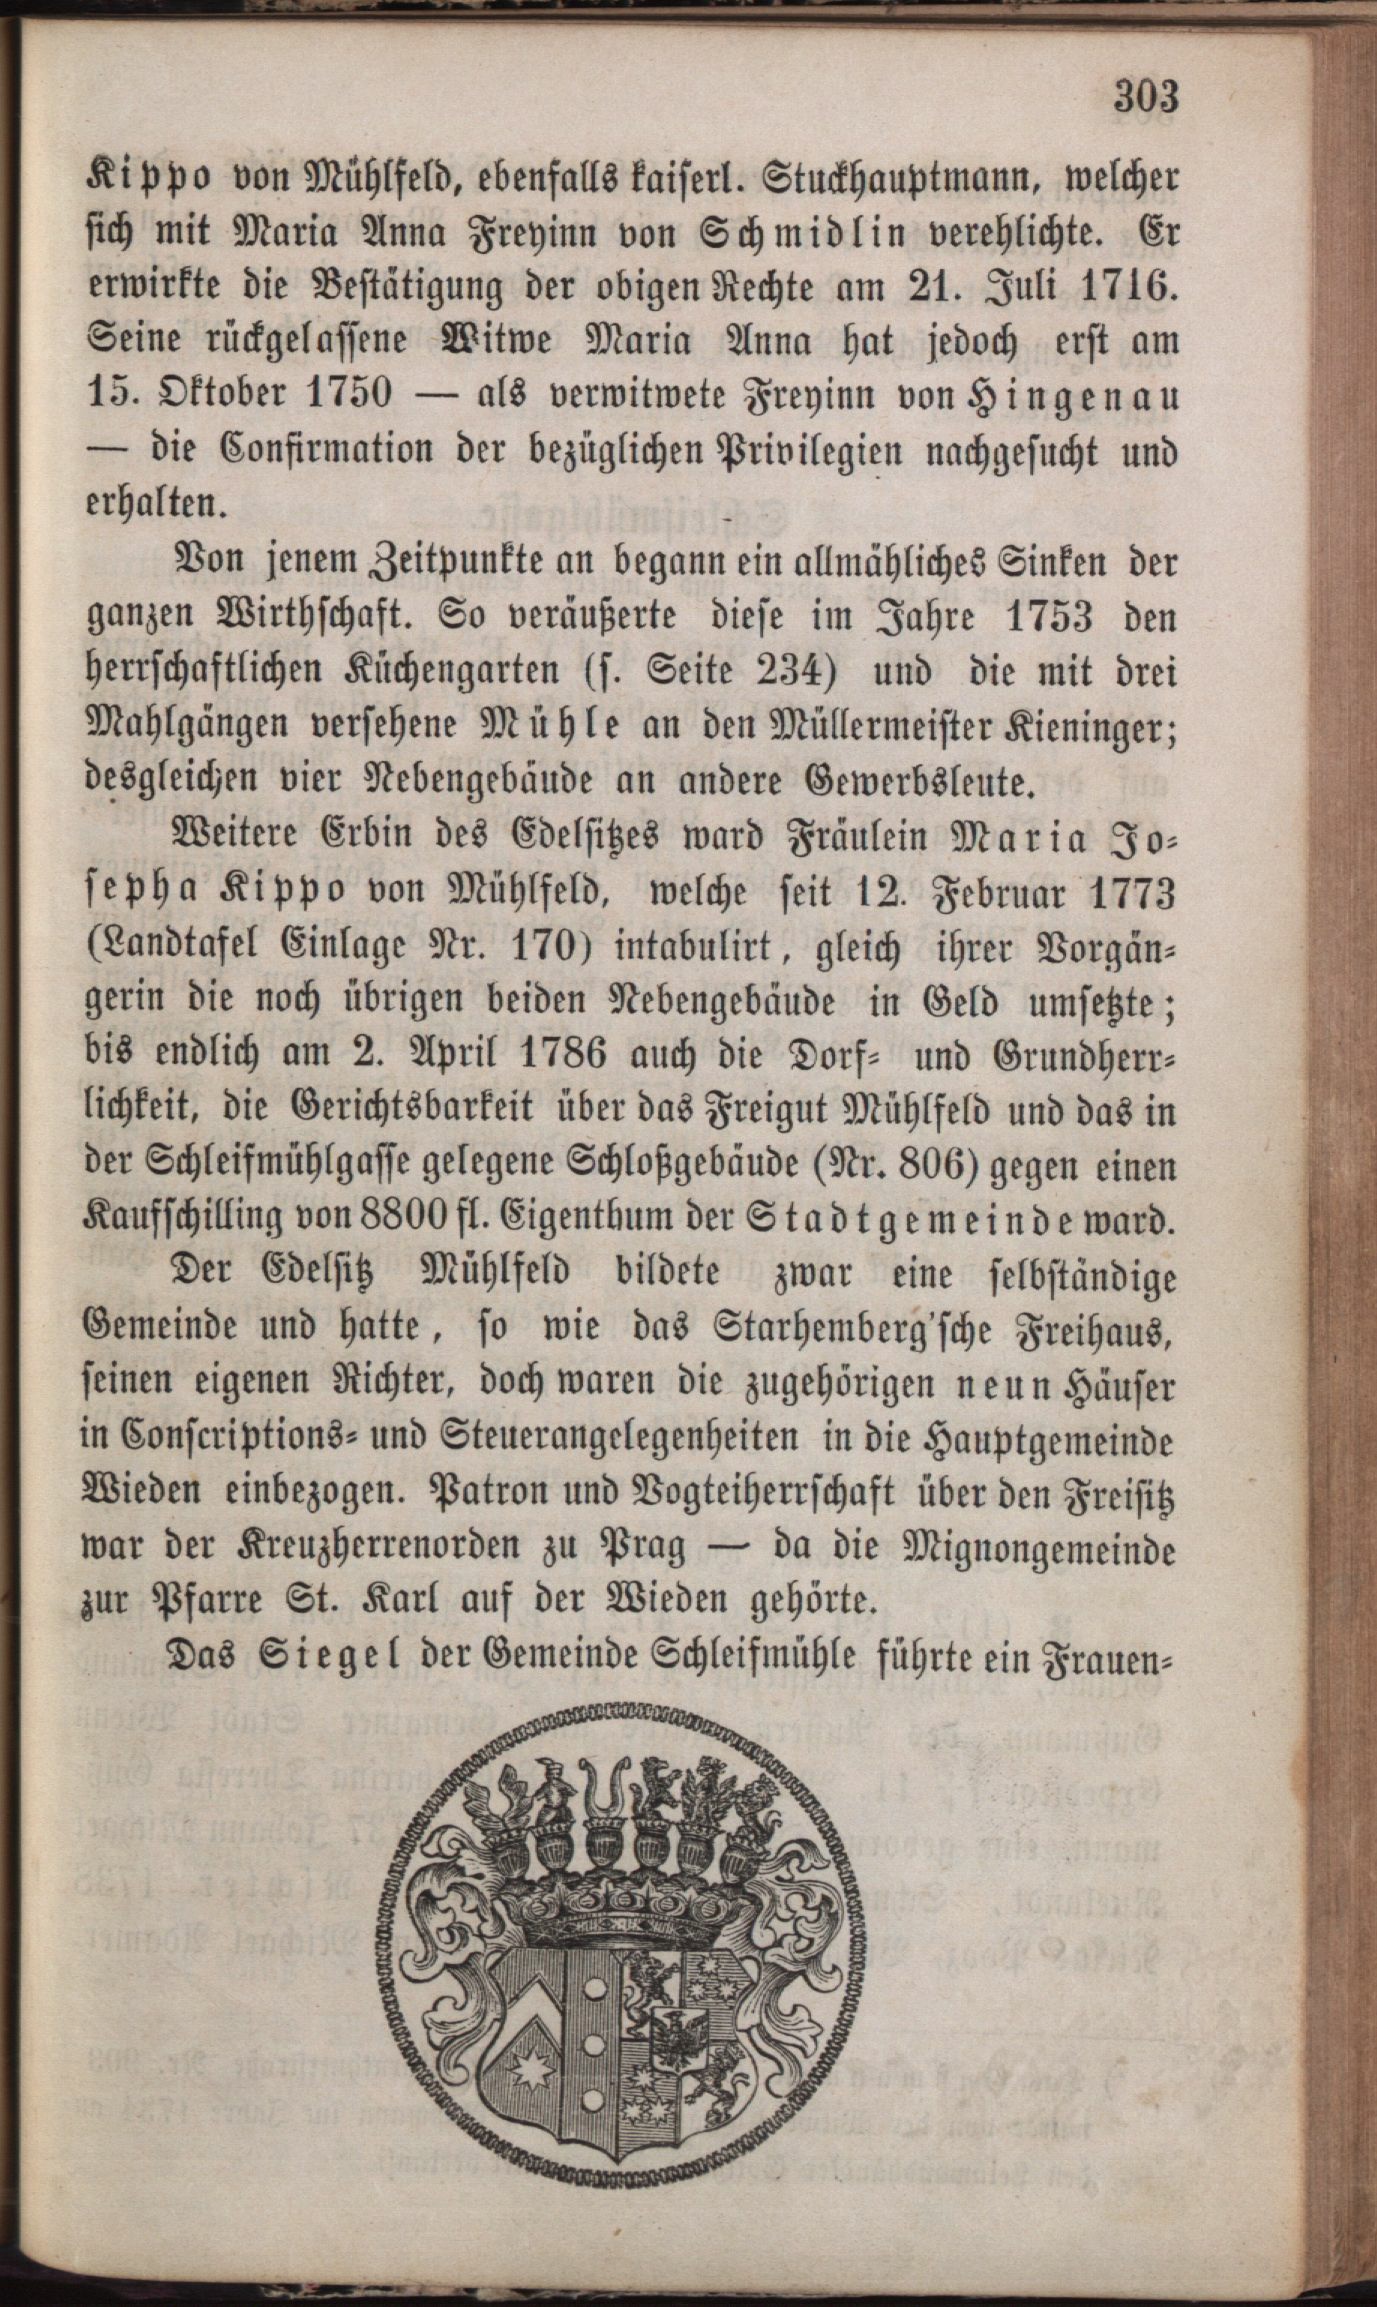 303
Kippo von Mühlfeld, ebenfalls kaiserl. Stuckhauptmann, welcher
sich mit Maria Anna Freyinn von Schmidlin verehlichte. Er
erwirkte die Bestätigung der obigen Rechte am 21. Juli 1716.
Seine rückgelassene Witwe Maria Anna hat jedoch erst am
15. Oktober 1750 — als verwitwete Freyinn von Hingenau
— die Confirmation der bezüglichen Privilegien nachgesucht und
erhalten.
Von jenem Zeitpunkte an begann ein allmähliches Sinken der
ganzen Wirthschaft. So veräußerte diese im Jahre 1753 den
herrschaftlichen Küchengarten (s. Seite 234) und die mit drei
Mahlgängen versehene Mühle an den Müllermeister Kieninger;
desgleichen vier Nebengebäude an andere Gewerbsleute.
Weitere Erbin des Edelsitzes ward Fräulein Maria Jo-
sepha Kippo von Mühlfeld, welche seit 12. Februar 1773
(Landtafel Einlage Nr. 170) intabulirt, gleich ihrer Vorgän-
gerin die noch übrigen beiden Nebengebäude in Geld umsetzte;
bis endlich am 2. April 1786 auch die Dorf- und Grundherr-
lichkeit, die Gerichtsbarkeit über das Freigut Mühlfeld und das in
der Schleifmühlgasse gelegene Schloßgebäude (Nr. 806) gegen einen
Kaufschilling von 8800 fl. Eigenthum der Stadtgemeinde ward.
Der Edelsitz Mühlfeld bildete zwar eine selbständige
Gemeinde und hatte, so wie das Starhemberg'sche Freihaus,
seinen eigenen Richter, doch waren die zugehörigen neun Häuser
in Conscriptions- und Steuerangelegenheiten in die Hauptgemeinde
Wieden einbezogen. Patron und Vogteiherrschaft über den Freisitz
war der Kreuzherrenorden zu Prag — da die Mignongemeinde
zur Pfarre St. Karl auf der Wieden gehörte.
Das Siegel der Gemeinde Schleifmühle führte ein Frauen-